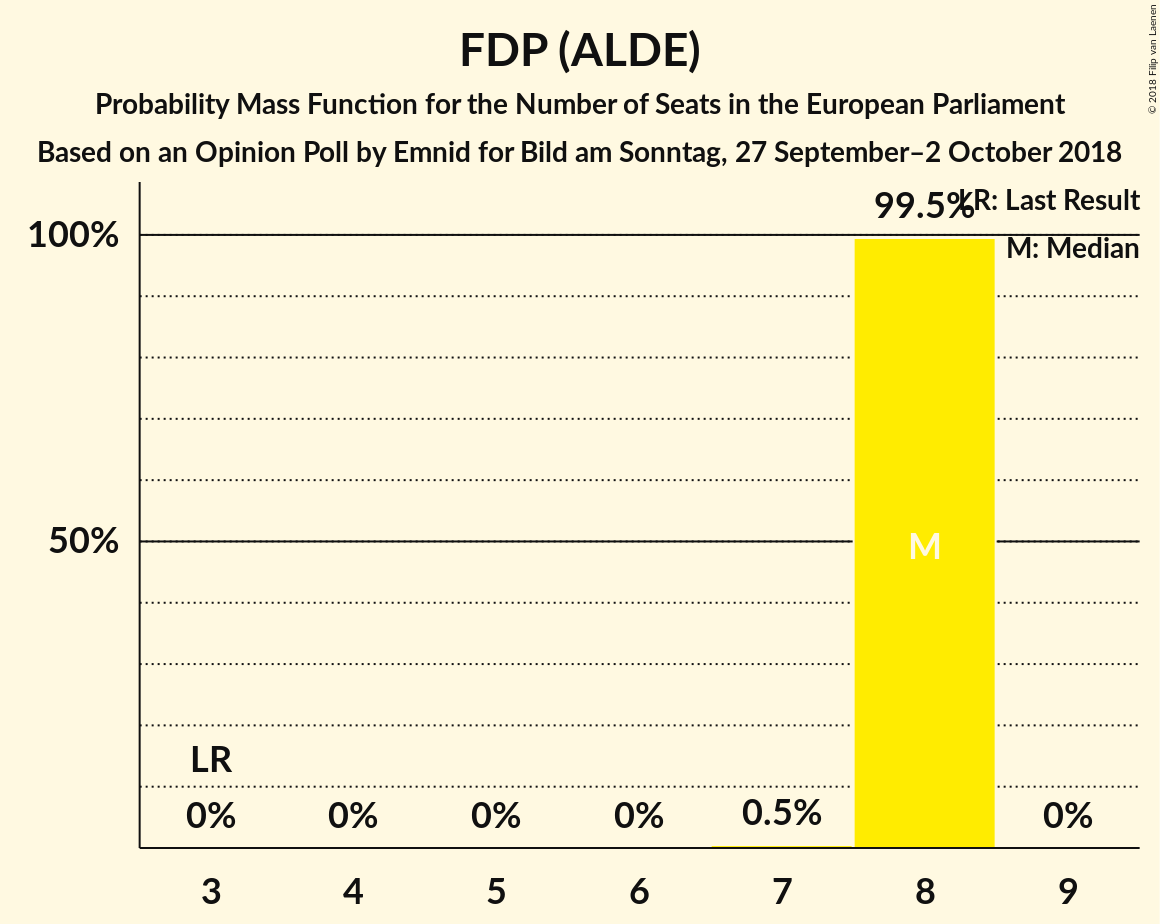 FDP (ALDE)
Probability Mass Function for the Number of Seats in the European Parliament
Based on an Opinion Poll by Emnid for Bild am Sonntag, 27 September–2 October 2018
© 2018 Filip van Laenen
99.5%
LR: Last Result
100%
M: Median
50%
M
LR
0%
0%
0%
0%
0.5%
0%
3
4
5
6
7
8
9